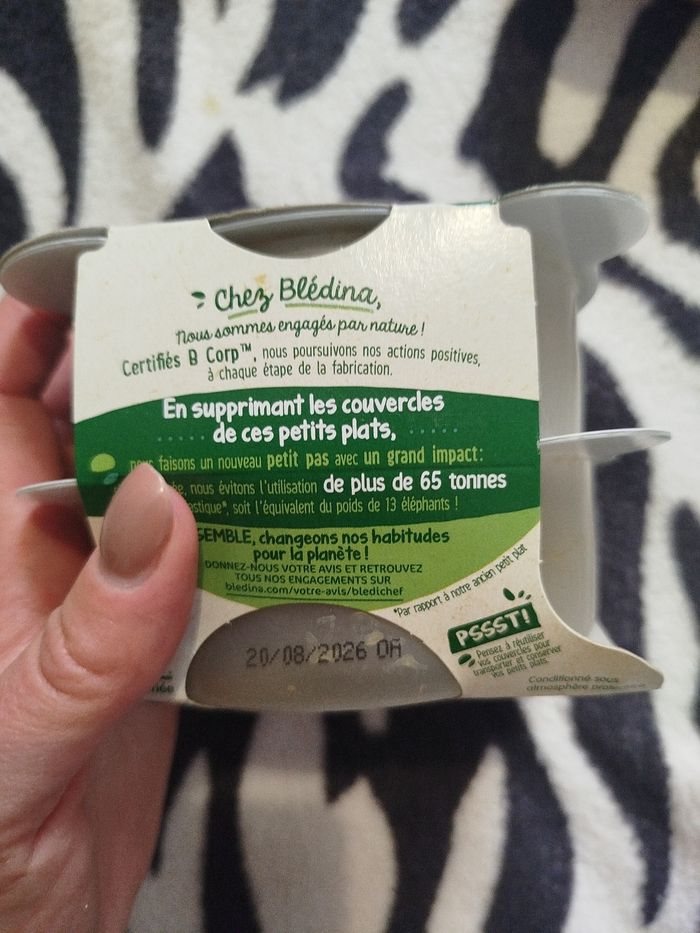 Chez Blédina,
Nous sommes engagés par nature !
Certifiés B Corp™, nous poursuivons nos actions positives,
à chaque étape de la fabrication.
En supprimant les couvercles
de ces petits plats,
faisons un nouveau petit pas avec un grand impact:
nous évitons l'utilisation de plus de 65 tonnes
soit l'équivalent du poids de 13 éléphants !
SEMBLE, changeons nos habitudes
pour la planète !
DONNEZ-NOUS VOTRE AVIS ET RETROUVEZ
TOUS NOS ENGAGEMENTS SUR
bledina.com/votre-avis/bledichef
*Par rapport à notre ancien petit plat
PSSST!
Pensez à réutiliser
vos couvercles pour
transporter et conserver
vos petits plats.
20/08/2026 OA
Conditionné sous
atmosphère